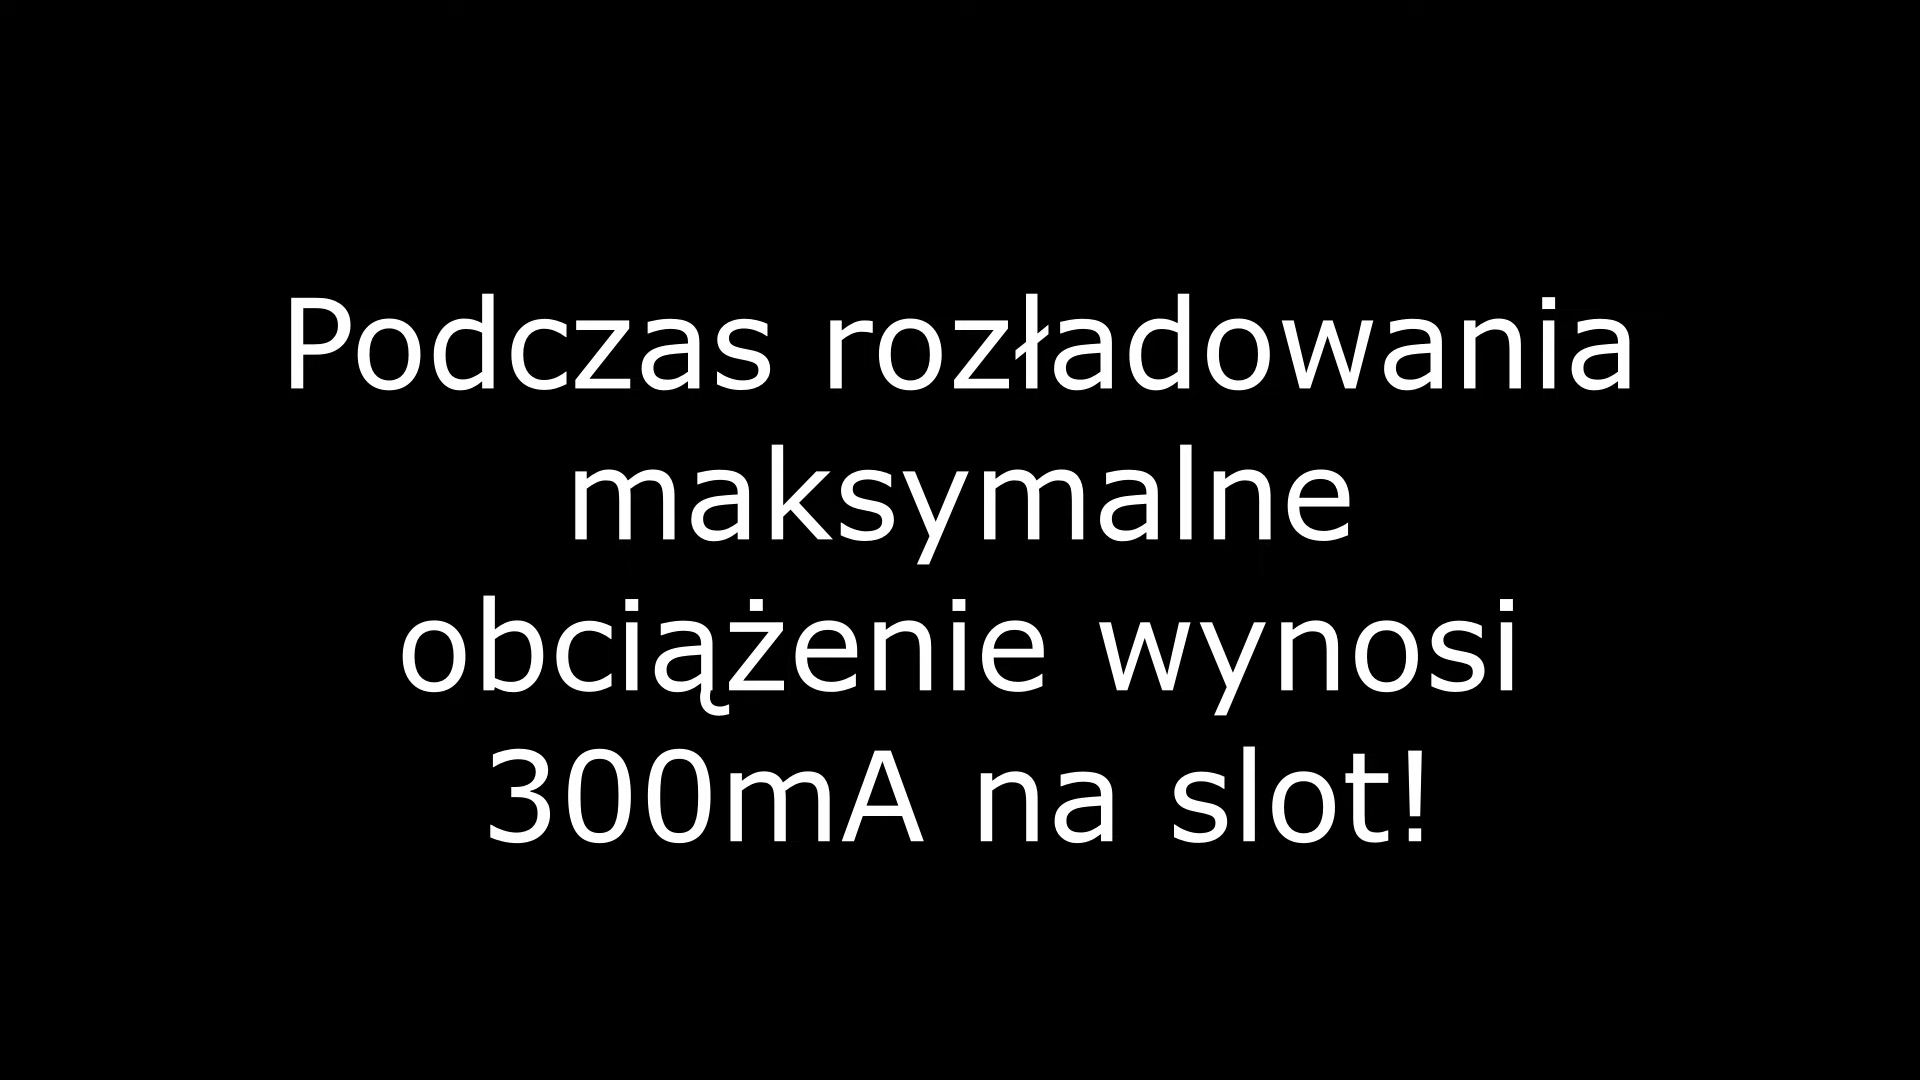 Podczas rozładowania
maksymalne
obciążenie wynosi
300mA na slot!